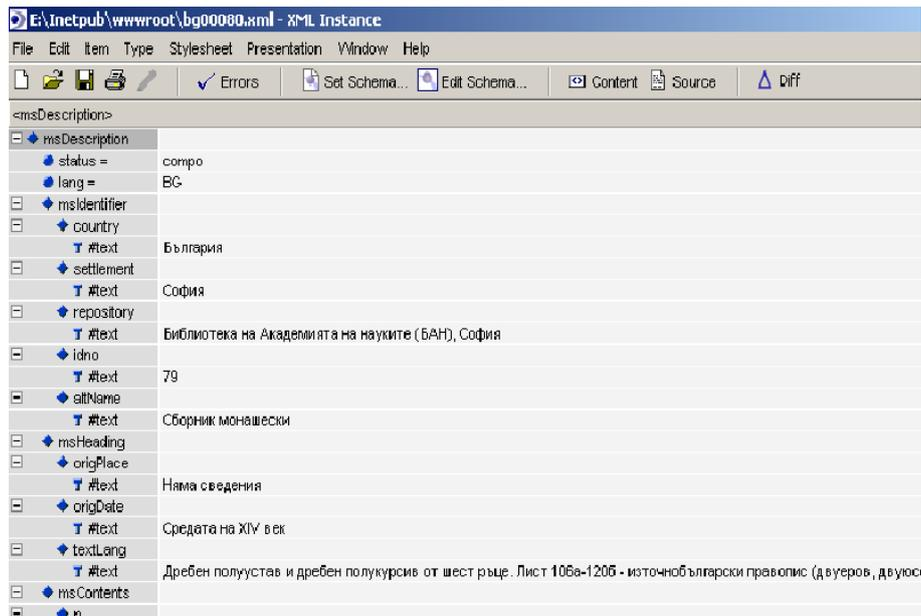 E:\Inetpub\wwwroot\bg00080.xml - XML Instance
File Edit Item Type Stylesheet Presentation Window Help
Errors Set Schema... Edit Schema... Content Source Diff
<msDescription>
msDescription
status = compo
lang = BG
msIdentifier
country
#text България
settlement
#text София
repository
#text Библиотека на Академията на науките (БАН), София
idno
#text 79
altName
#text Сборник монашески
msHeading
origPlace
#text Няма сведения
origDate
#text Средата на XIV век
textLang
#text Дребен полуустав и дребен полукурсив от шест ръце. Лист 106а-120б - източнобългарски правопис (двуеров,
msContents